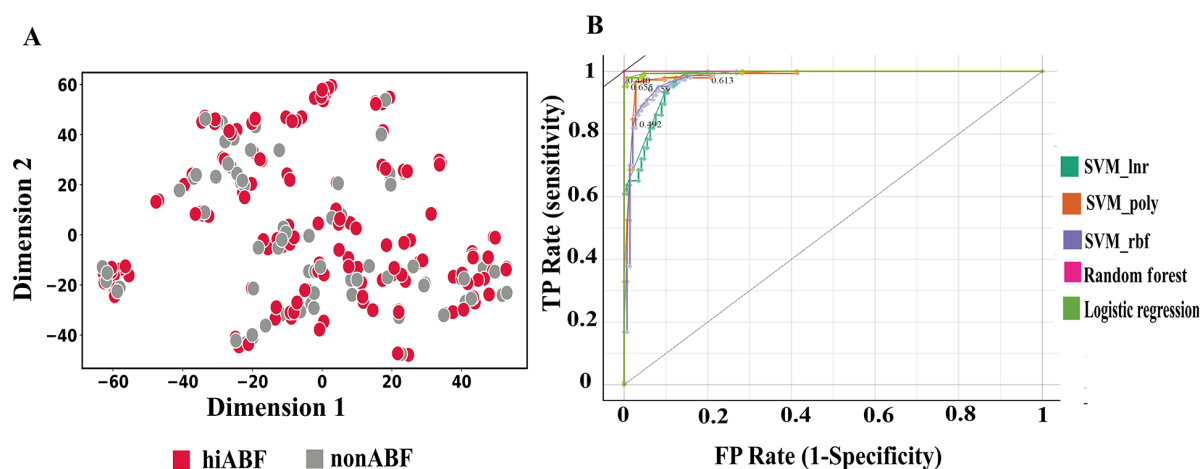 A
60
40
20
0
−20
−40
Dimension 2
−60
−40
−20
0
20
40
Dimension 1
hiABF
nonABF
B
1
0.8
0.6
0.4
0.2
0
TP Rate (sensitivity)
0.613
0.492
0
0.2
0.4
0.6
0.8
1
FP Rate (1-Specificity)
SVM_lnr
SVM_poly
SVM_rbf
Random forest
Logistic regression